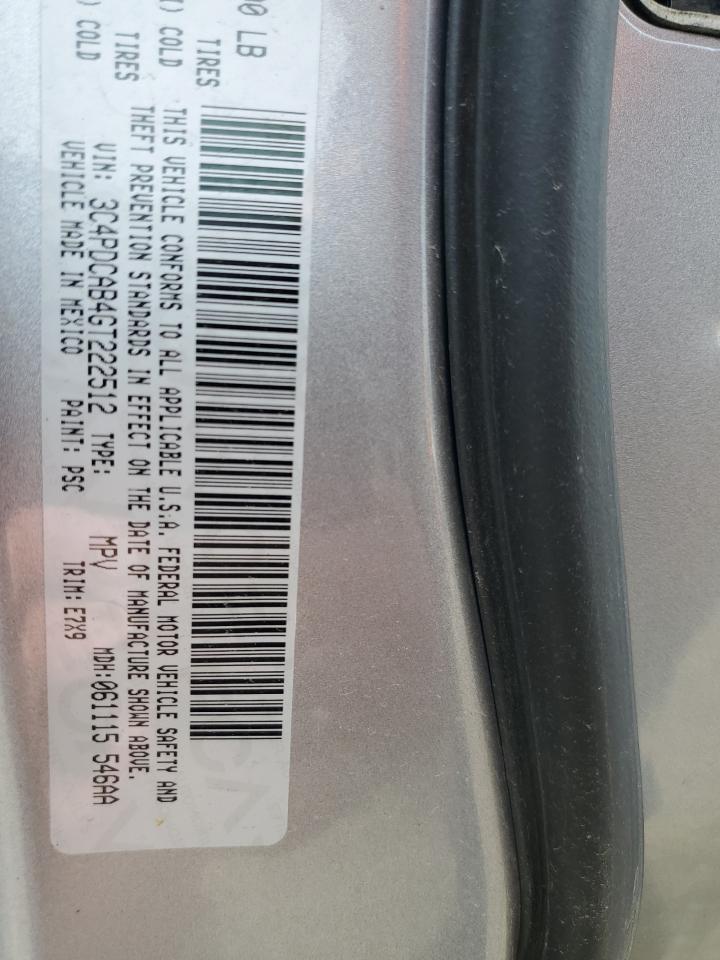 00 LB
TIRES
) COLD
TIRES
) COLD
THIS VEHICLE CONFORMS TO ALL APPLICABLE U.S.A. FEDERAL MOTOR VEHICLE SAFETY AND
THEFT PREVENTION STANDARDS IN EFFECT ON THE DATE OF MANUFACTURE SHOWN ABOVE.
VIN: 3C4PDCAB4GT222512 TYPE: MPV MDH:061115 546AA
VEHICLE MADE IN MEXICO PAINT: PSC TRIM: E7X9